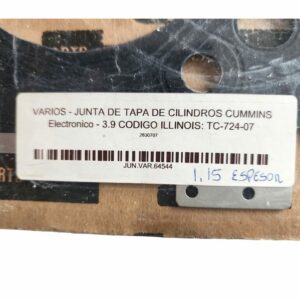 VARIOS - JUNTA DE TAPA DE CILINDROS CUMMINS
Electronico - 3.9 CODIGO ILLINOIS: TC-724-07
2830707
JUN.VAR.64544
1,15 ESPESOR